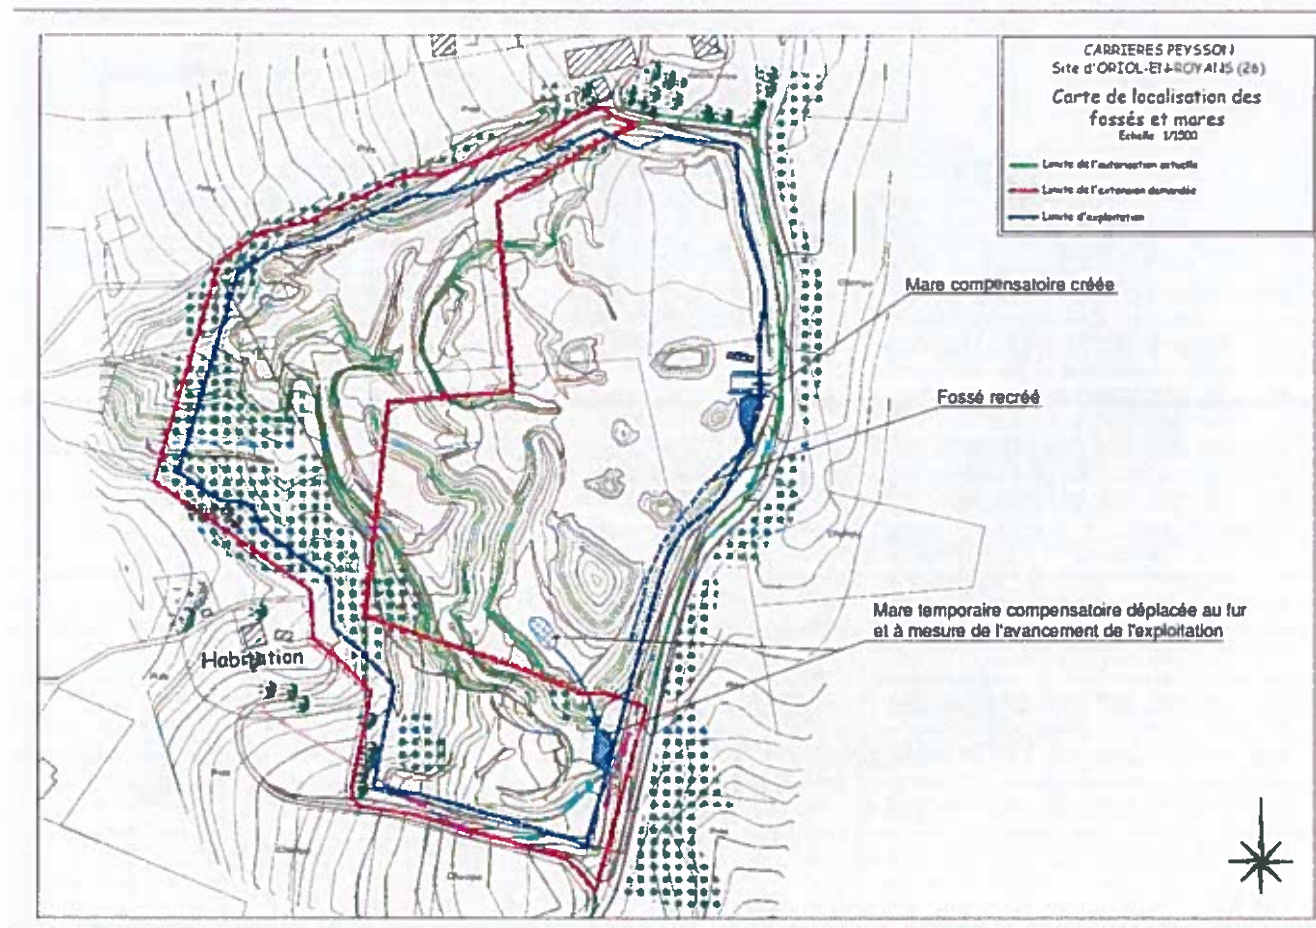 CARRIERES PEYSSON
Site d'ORIOL-EN-ROYANS (26)
Carte de localisation des
fossés et mares
Echelle 1/1500
Limite de l'autorisation actuelle
Limite de l'extension demandée
Limite d'exploitation
Mare compensatoire créée
Fossé recréé
Mare temporaire compensatoire déplacée au fur
et à mesure de l'avancement de l'exploitation
Habitation